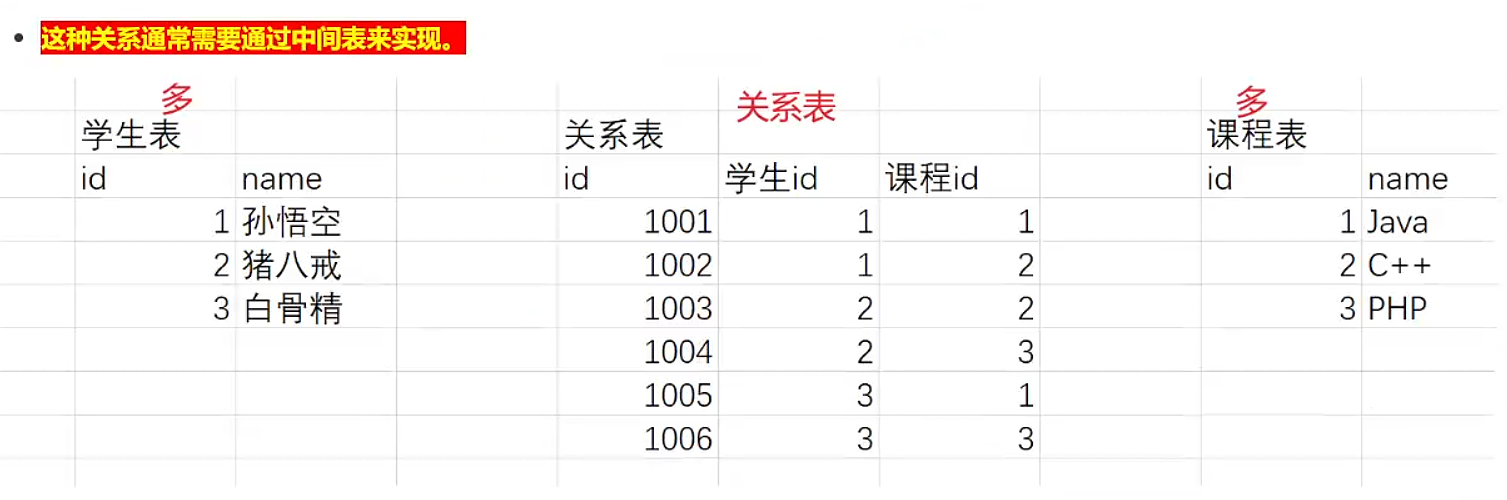 这种关系通常需要通过中间表来实现。
多 关系表 多
学生表 关系表 课程表
id name id 学生id 课程id id name
1 孙悟空 1001 1 1 1 Java
2 猪八戒 1002 1 2 2 C++
3 白骨精 1003 2 2 3 PHP
1004 2 3
1005 3 1
1006 3 3